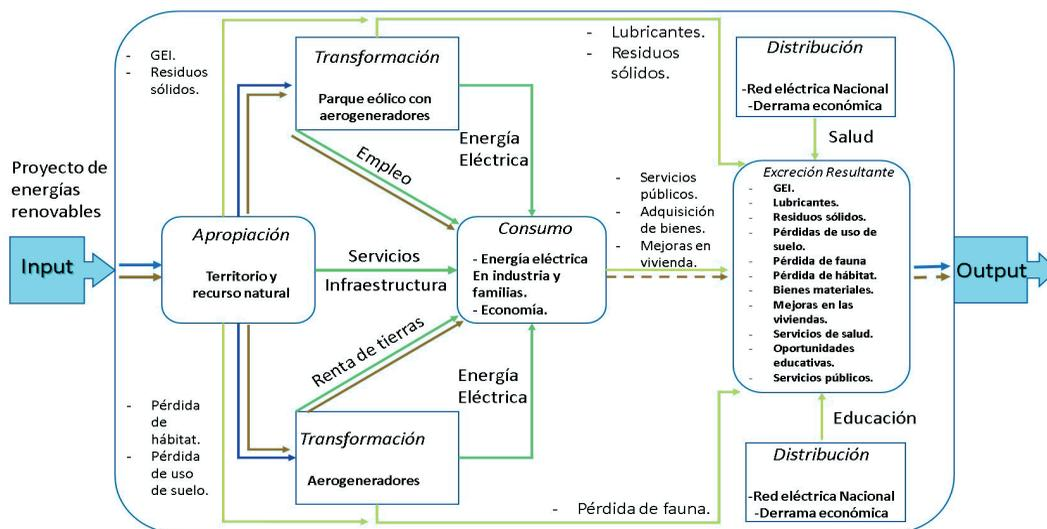 Proyecto de
energías
renovables
Input
- GEI.
- Residuos
sólidos.
Apropiación
Territorio y
recurso natural
- Pérdida
de
hábitat.
- Pérdida
de uso
de suelo.
Transformación
Parque eólico con
aerogeneradores
Empleo
Energía
Eléctrica
Servicios
Infraestructura
Renta de tierras
Energía
Eléctrica
Transformación
Aerogeneradores
Consumo
- Energía eléctrica
En industria y
familias.
- Economía.
- Lubricantes.
- Residuos
sólidos.
- Servicios
públicos.
- Adquisición
de bienes.
- Mejoras en
vivienda.
- Pérdida de fauna.
Distribución
-Red eléctrica Nacional
-Derrama económica
Salud
Excreción Resultante
- GEI.
- Lubricantes.
- Residuos sólidos.
- Pérdidas de uso de
suelo.
- Pérdida de fauna
- Pérdida de hábitat.
- Bienes materiales.
- Mejoras en las
viviendas.
- Servicios de salud.
- Oportunidades
educativas.
- Servicios públicos.
Educación
Distribución
-Red eléctrica Nacional
- Derrama económica
Output